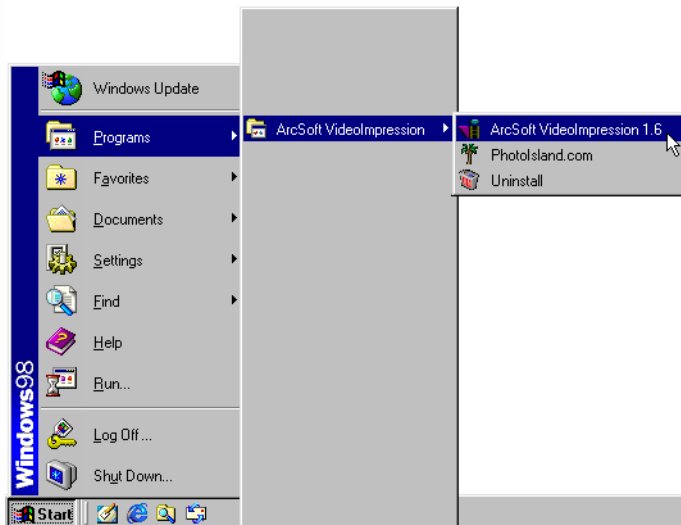 Windows Update
Programs
ArcSoft VideoImpression
ArcSoft VideoImpression 1.6
PhotoIsland.com
Uninstall
Favorites
Documents
Settings
Find
Help
Run...
Log Off...
Shut Down...
Windows98
Start